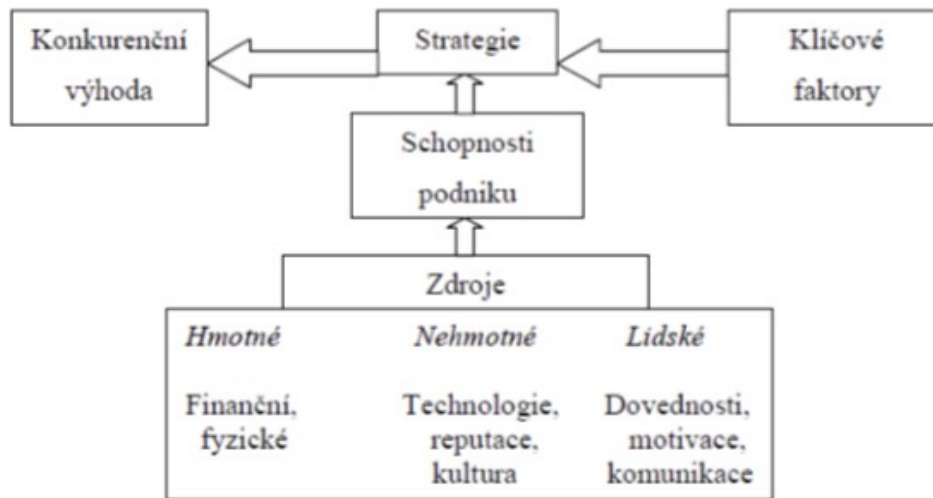 Konkurenční
výhoda
Strategie
Klíčové
faktory
Schopnosti
podniku
Zdroje
Hmotné
Finanční,
fyzické
Nehmotné
Technologie,
reputace,
kultura
Lidské
Dovednosti,
motivace,
komunikace